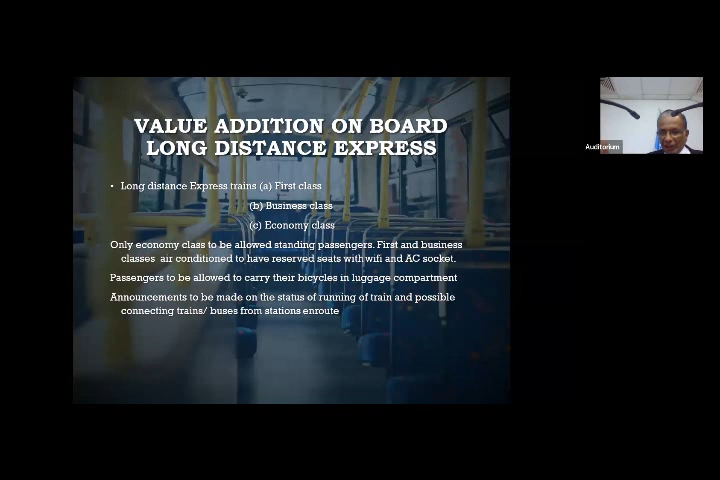 VALUE ADDITION ON BOARD
LONG DISTANCE EXPRESS
• Long distance Express trains (a) First class
(b) Business class
(c) Economy class
Only economy class to be allowed standing passengers. First and business
classes air conditioned to have reserved seats with wifi and AC socket.
Passengers to be allowed to carry their bicycles in luggage compartment
Announcements to be made on the status of running of train and possible
connecting trains/ buses from stations enroute
Auditorium